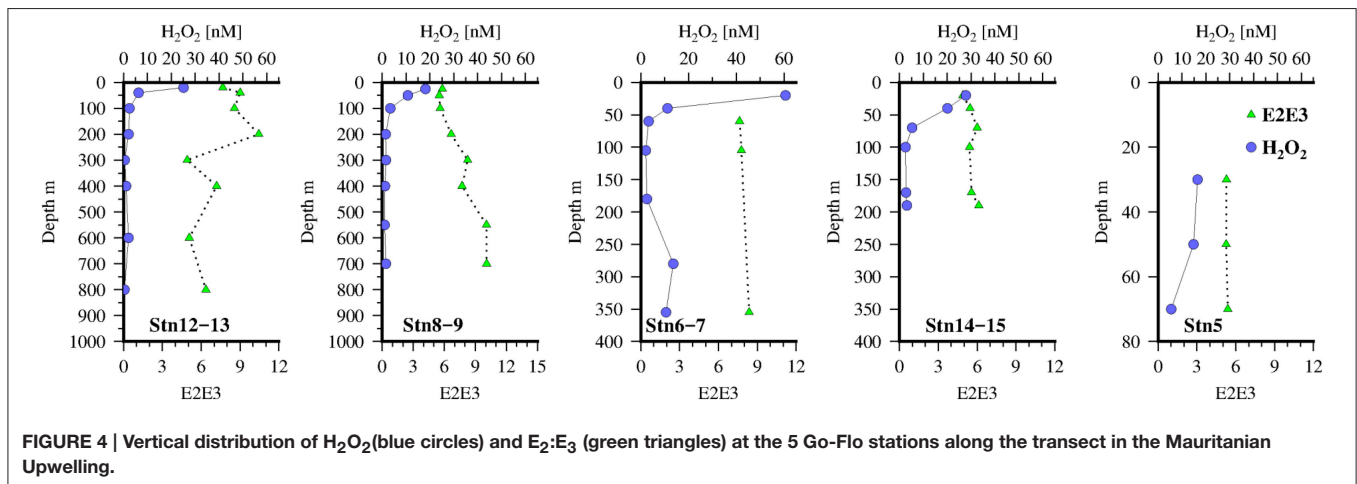 H2O2 [nM]
0 10 20 30 40 50 60
0
100
200
300
400
500
600
700
800
900
1000
Depth m
Stn12−13
0 3 6 9 12
E2E3
H2O2 [nM]
0 10 20 30 40 50 60
0
100
200
300
400
500
600
700
800
900
1000
Depth m
Stn8−9
0 3 6 9 12 15
E2E3
H2O2 [nM]
0 10 20 30 40 50 60
0
50
100
150
200
250
300
350
400
Depth m
Stn6−7
0 3 6 9 12
E2E3
H2O2 [nM]
0 10 20 30 40 50 60
0
50
100
150
200
250
300
350
400
Depth m
Stn14−15
0 3 6 9 12
E2E3
H2O2 [nM]
0 10 20 30 40 50 60
0
20
40
60
80
Depth m
E2E3
H2O2
Stn5
0 3 6 9 12
E2E3
FIGURE 4 | Vertical distribution of H2O2(blue circles) and E2:E3 (green triangles) at the 5 Go-Flo stations along the transect in the Mauritanian
Upwelling.